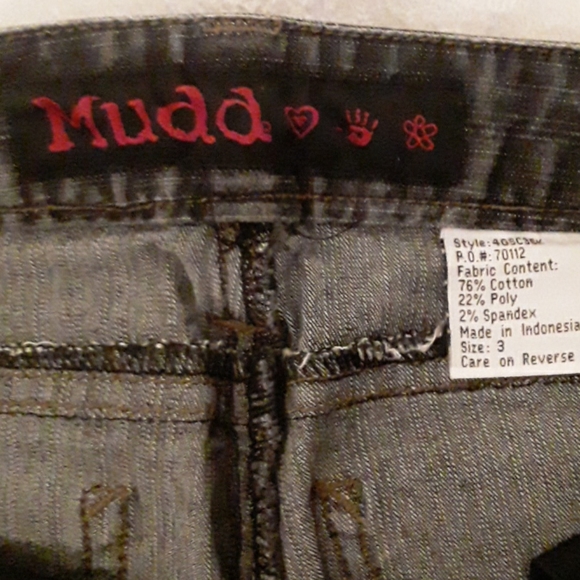 Mudd
Style:
P.O.#: 70112
Fabric Content:
76% Cotton
22% Poly
2% Spandex
Made in Indonesia
Size: 3
Care on Reverse